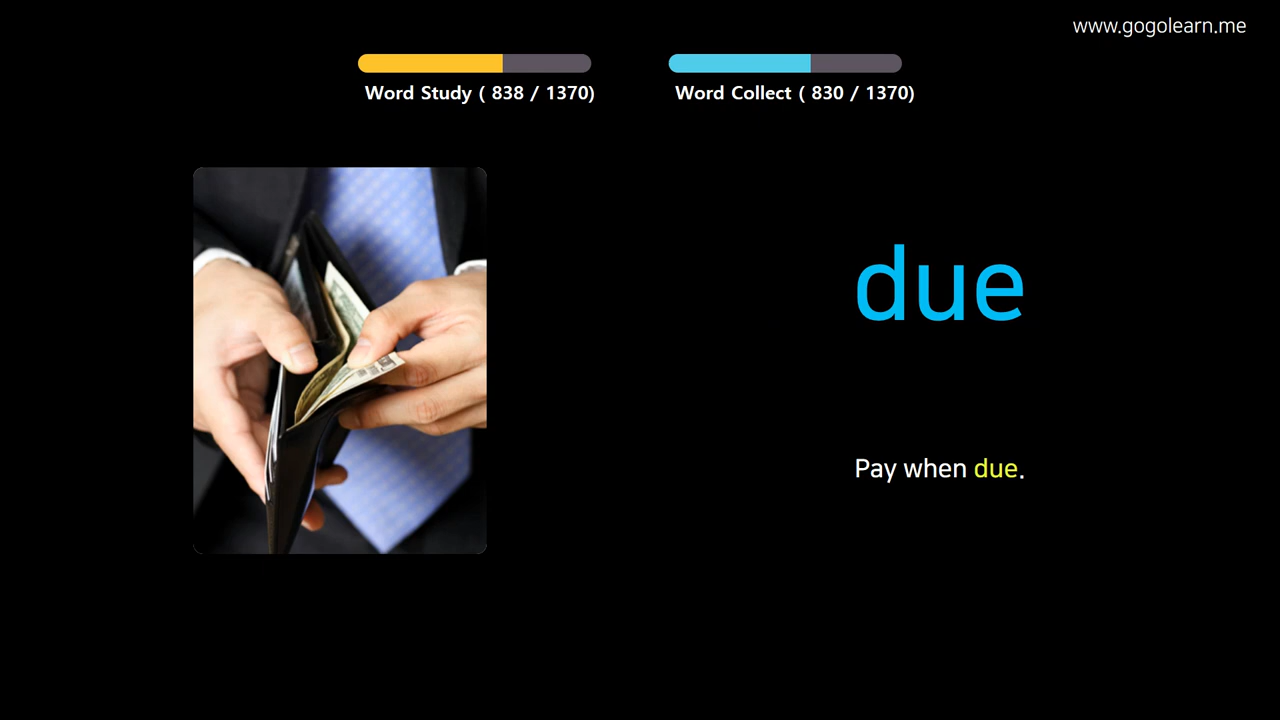 www.gogolearn.me
Word Study ( 838 / 1370)
Word Collect ( 830 / 1370)
due
Pay when due.